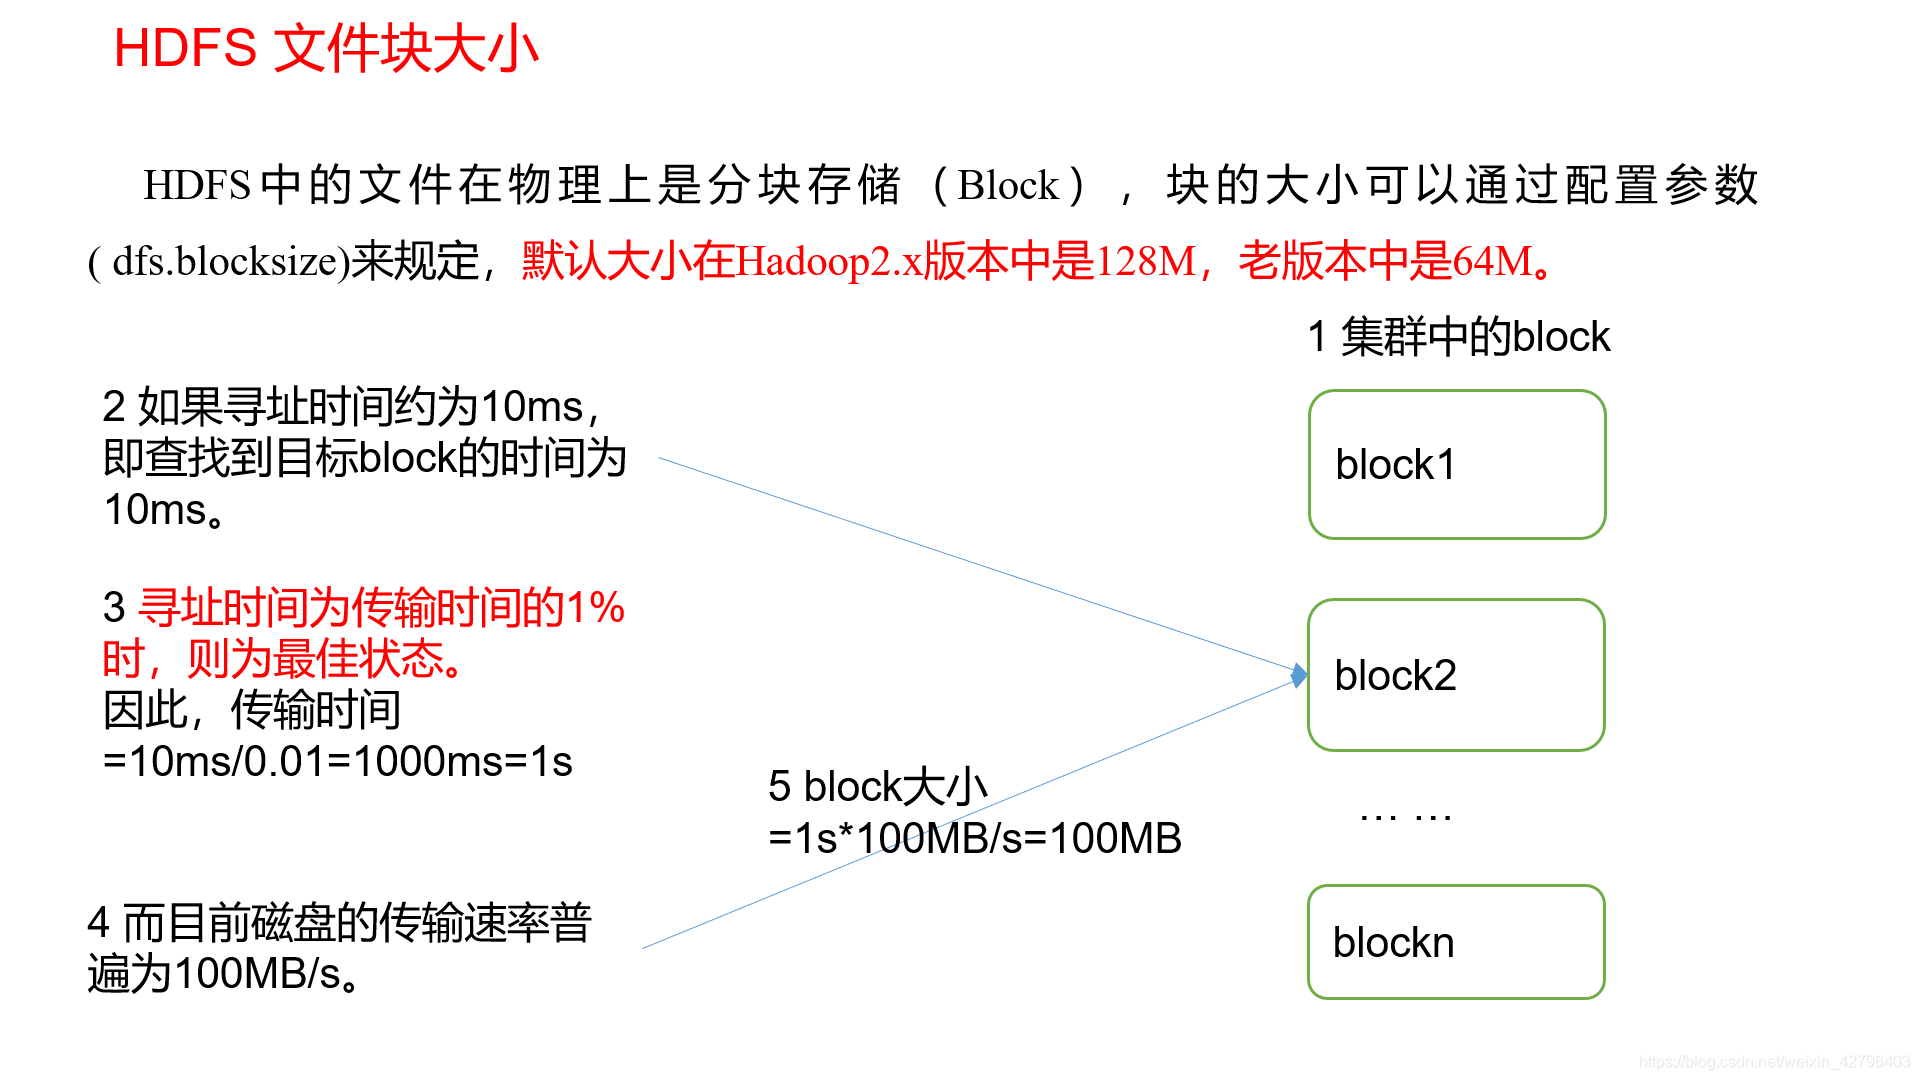 HDFS 文件块大小
HDFS中的文件在物理上是分块存储（Block），块的大小可以通过配置参数
( dfs.blocksize)来规定，默认大小在Hadoop2.x版本中是128M，老版本中是64M。
1 集群中的block
2 如果寻址时间约为10ms，
即查找到目标block的时间为
10ms。
block1
3 寻址时间为传输时间的1%
时，则为最佳状态。
因此，传输时间
=10ms/0.01=1000ms=1s
block2
5 block大小
=1s*100MB/s=100MB
… …
4 而目前磁盘的传输速率普
遍为100MB/s。
blockn
https://blog.csdn.net/weixin_42796403